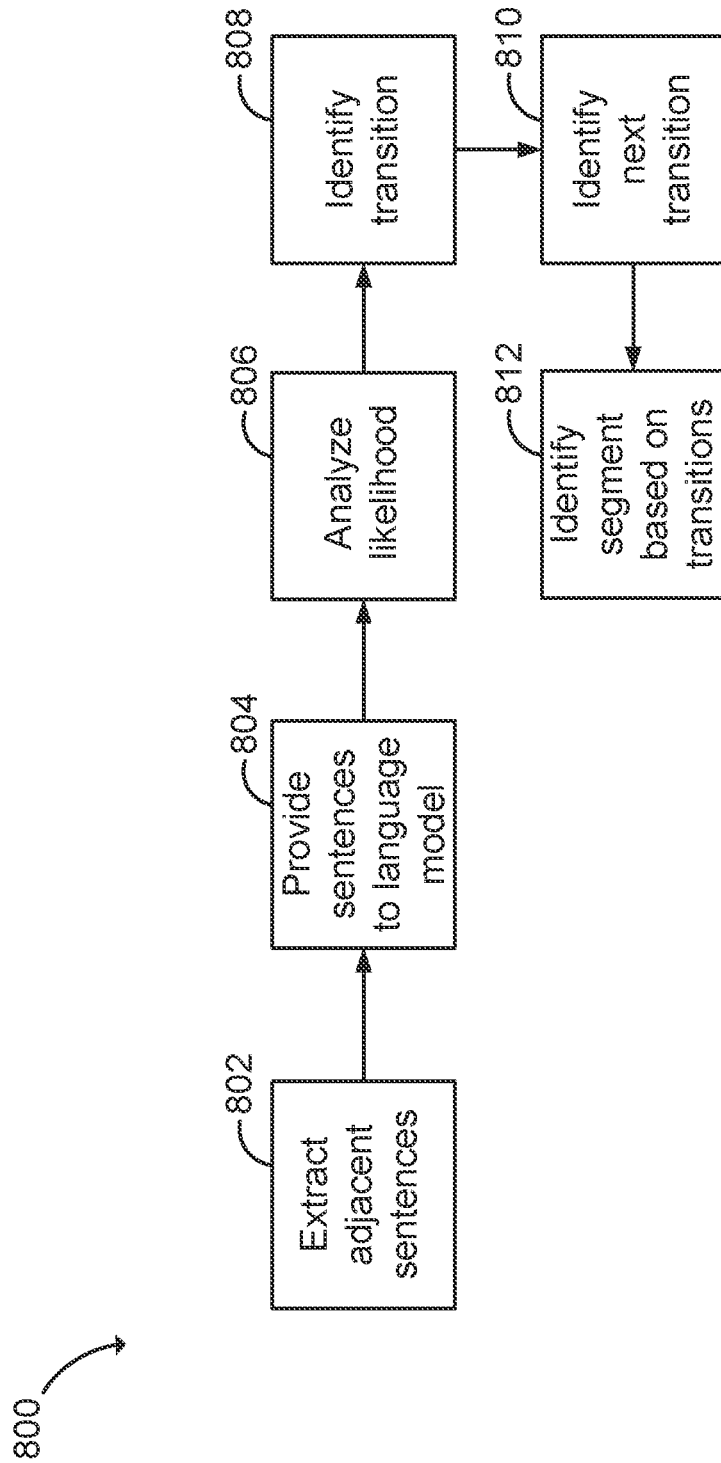 800
802
Extract
adjacent
sentences
804
Provide
sentences
to language
model
806
Analyze
likelihood
808
Identify
transition
810
Identify
next
transition
812
Identify
segment
based on
transitions